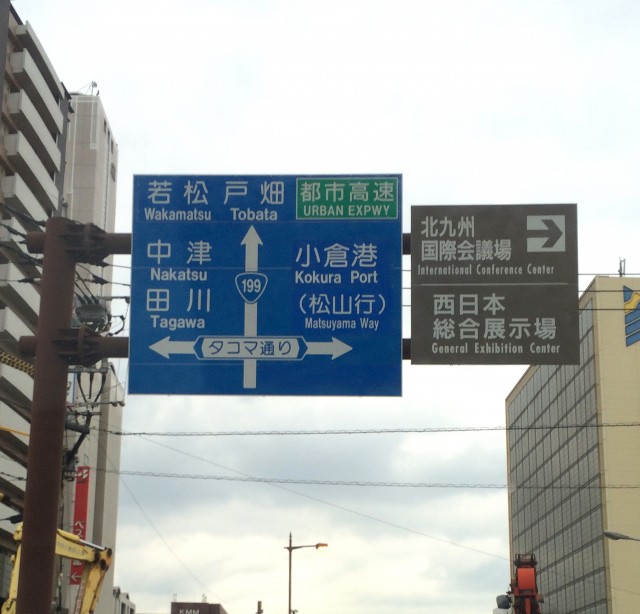 若松 戸畑 都市高速
Wakamatsu Tobata URBAN EXPWY
中津
Nakatsu
田川
Tagawa
199
小倉港
Kokura Port
(松山行)
Matsuyama Way
タコマ通り
北九州
国際会議場
International Conference Center
西日本
総合展示場
General Exhibition Center
KMM